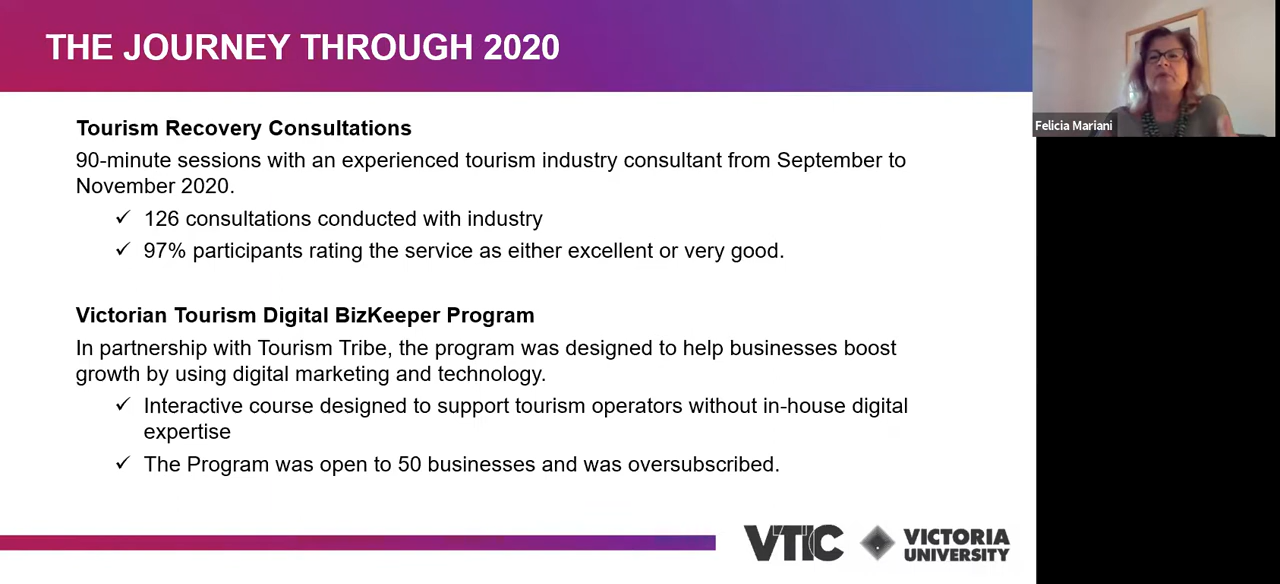 THE JOURNEY THROUGH 2020
Felicia Mariani
Tourism Recovery Consultations
90-minute sessions with an experienced tourism industry consultant from September to
November 2020.
✓ 126 consultations conducted with industry
✓ 97% participants rating the service as either excellent or very good.
Victorian Tourism Digital BizKeeper Program
In partnership with Tourism Tribe, the program was designed to help businesses boost
growth by using digital marketing and technology.
✓ Interactive course designed to support tourism operators without in-house digital
expertise
✓ The Program was open to 50 businesses and was oversubscribed.
VTIC
VICTORIA
UNIVERSITY